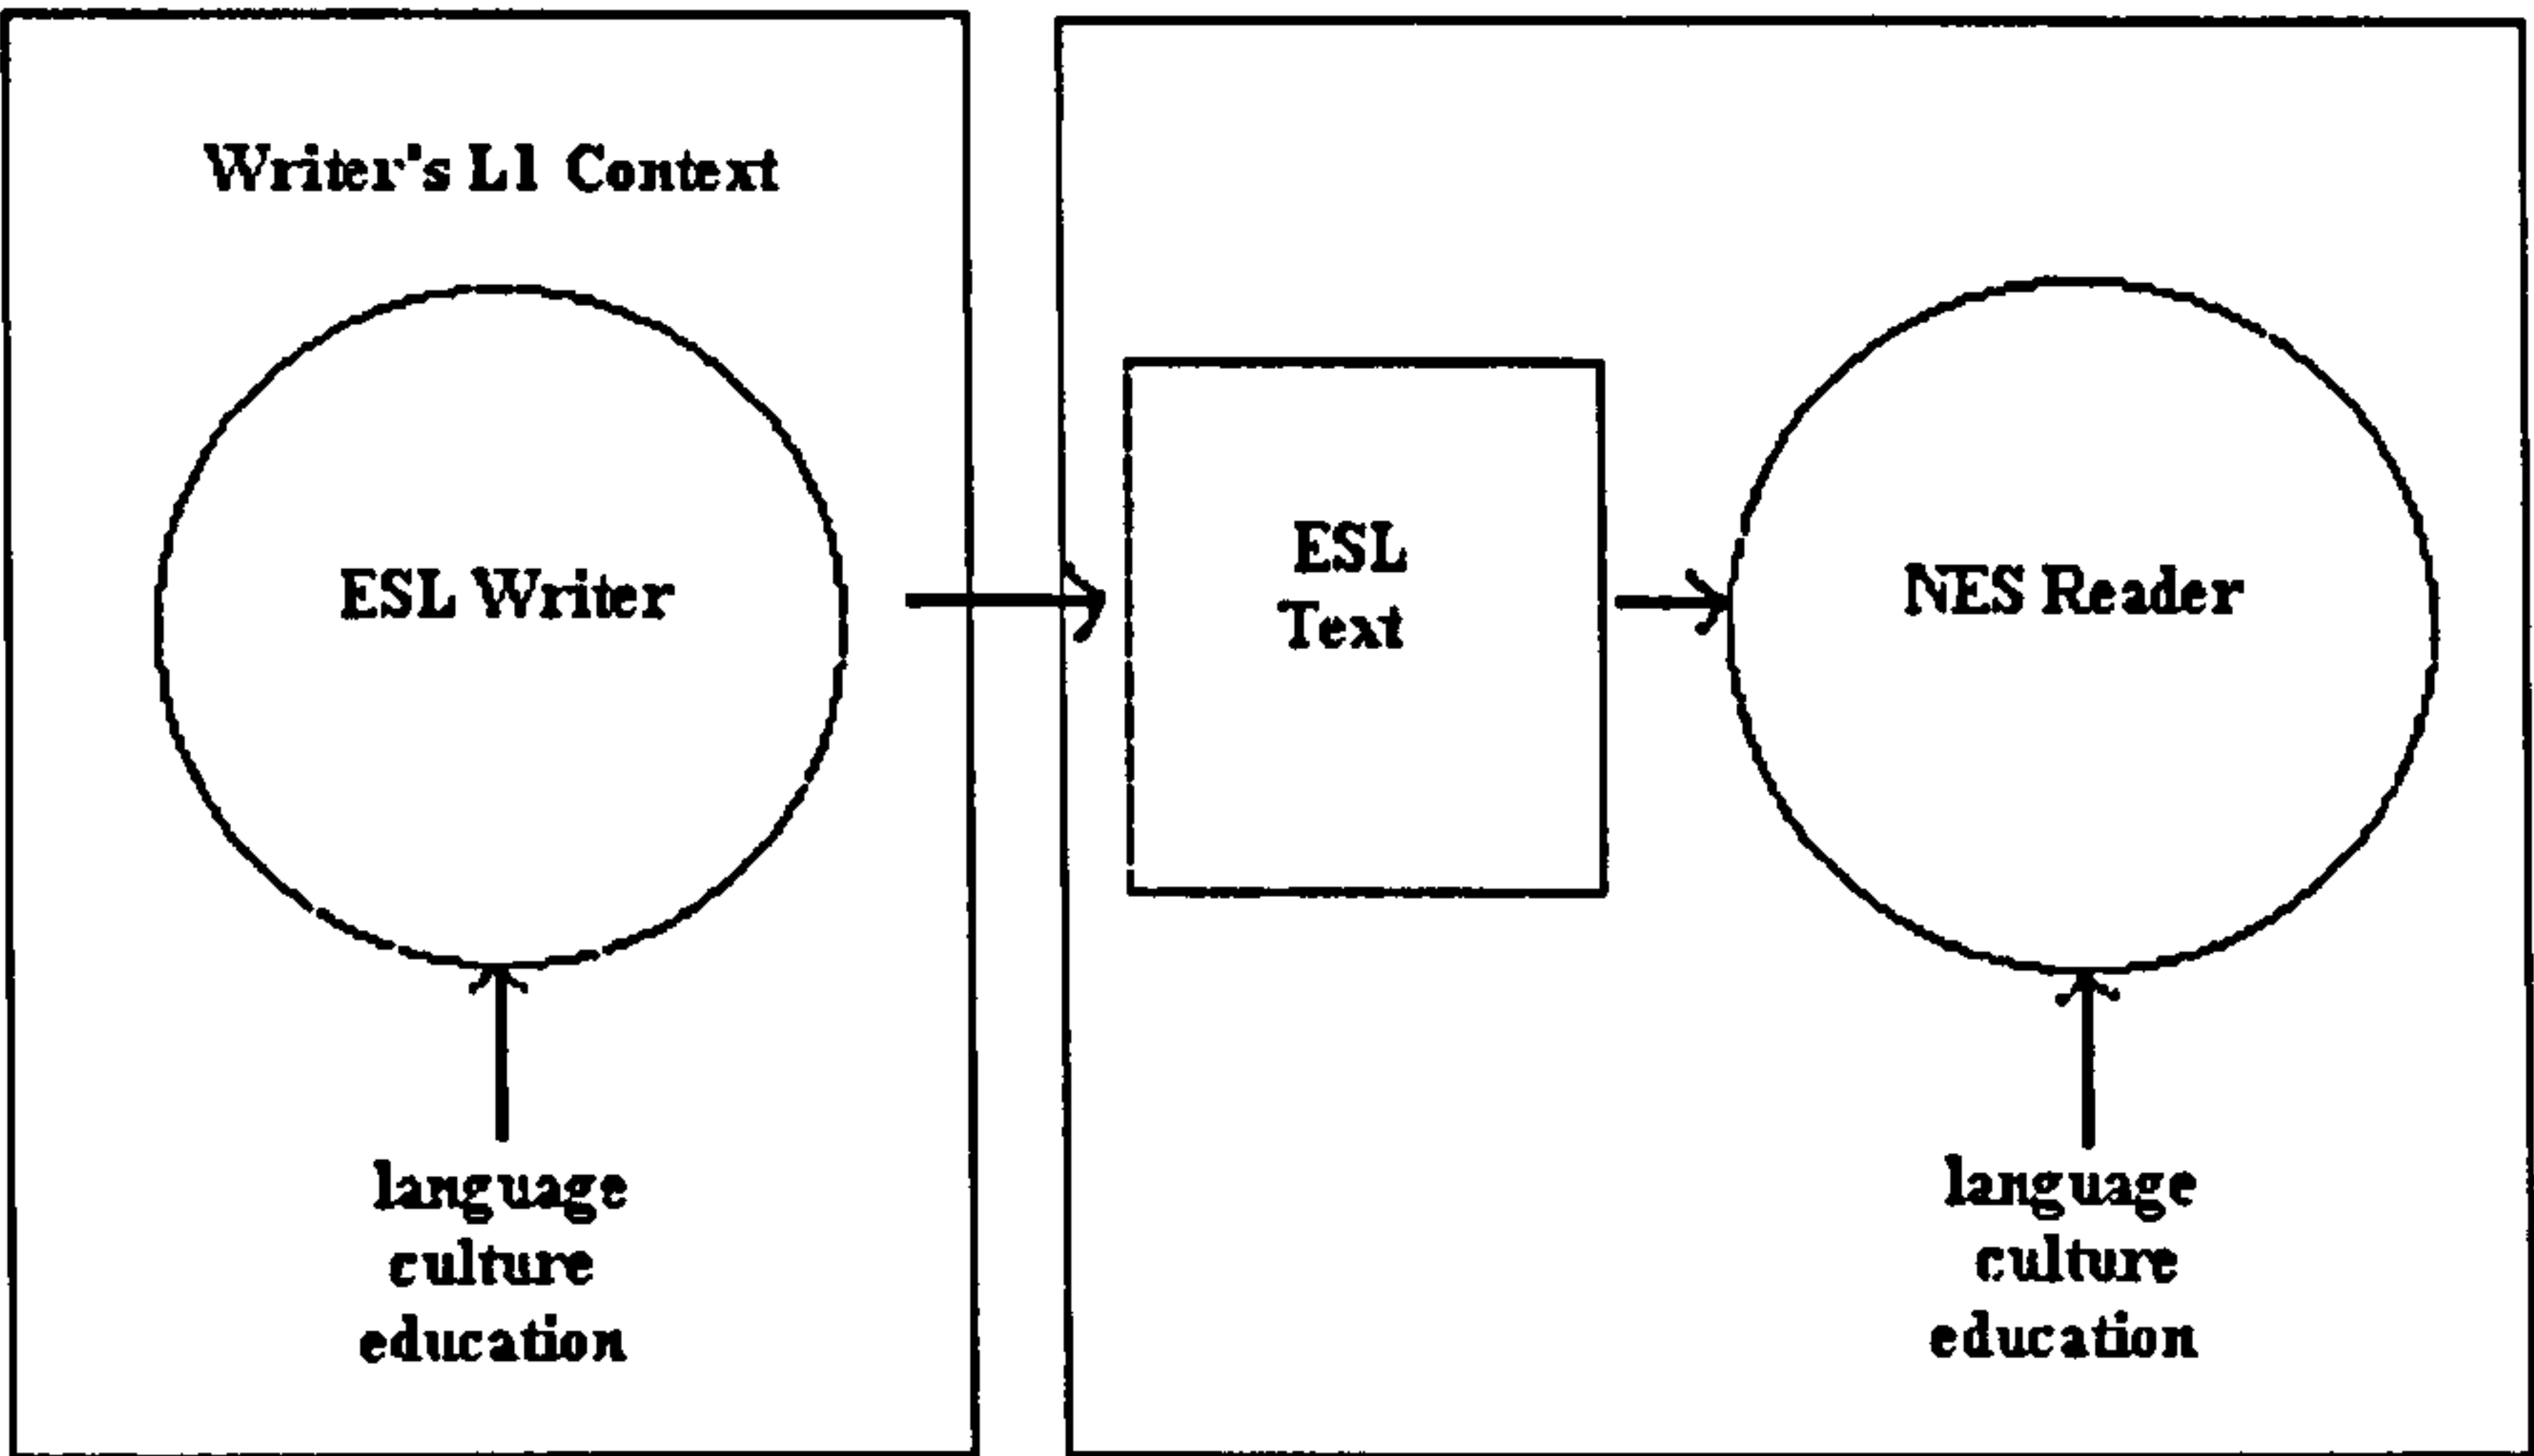 Writer's L1 Context
ESL Writer
language
culture
education
ESL
Text
NES Reader
language
culture
education